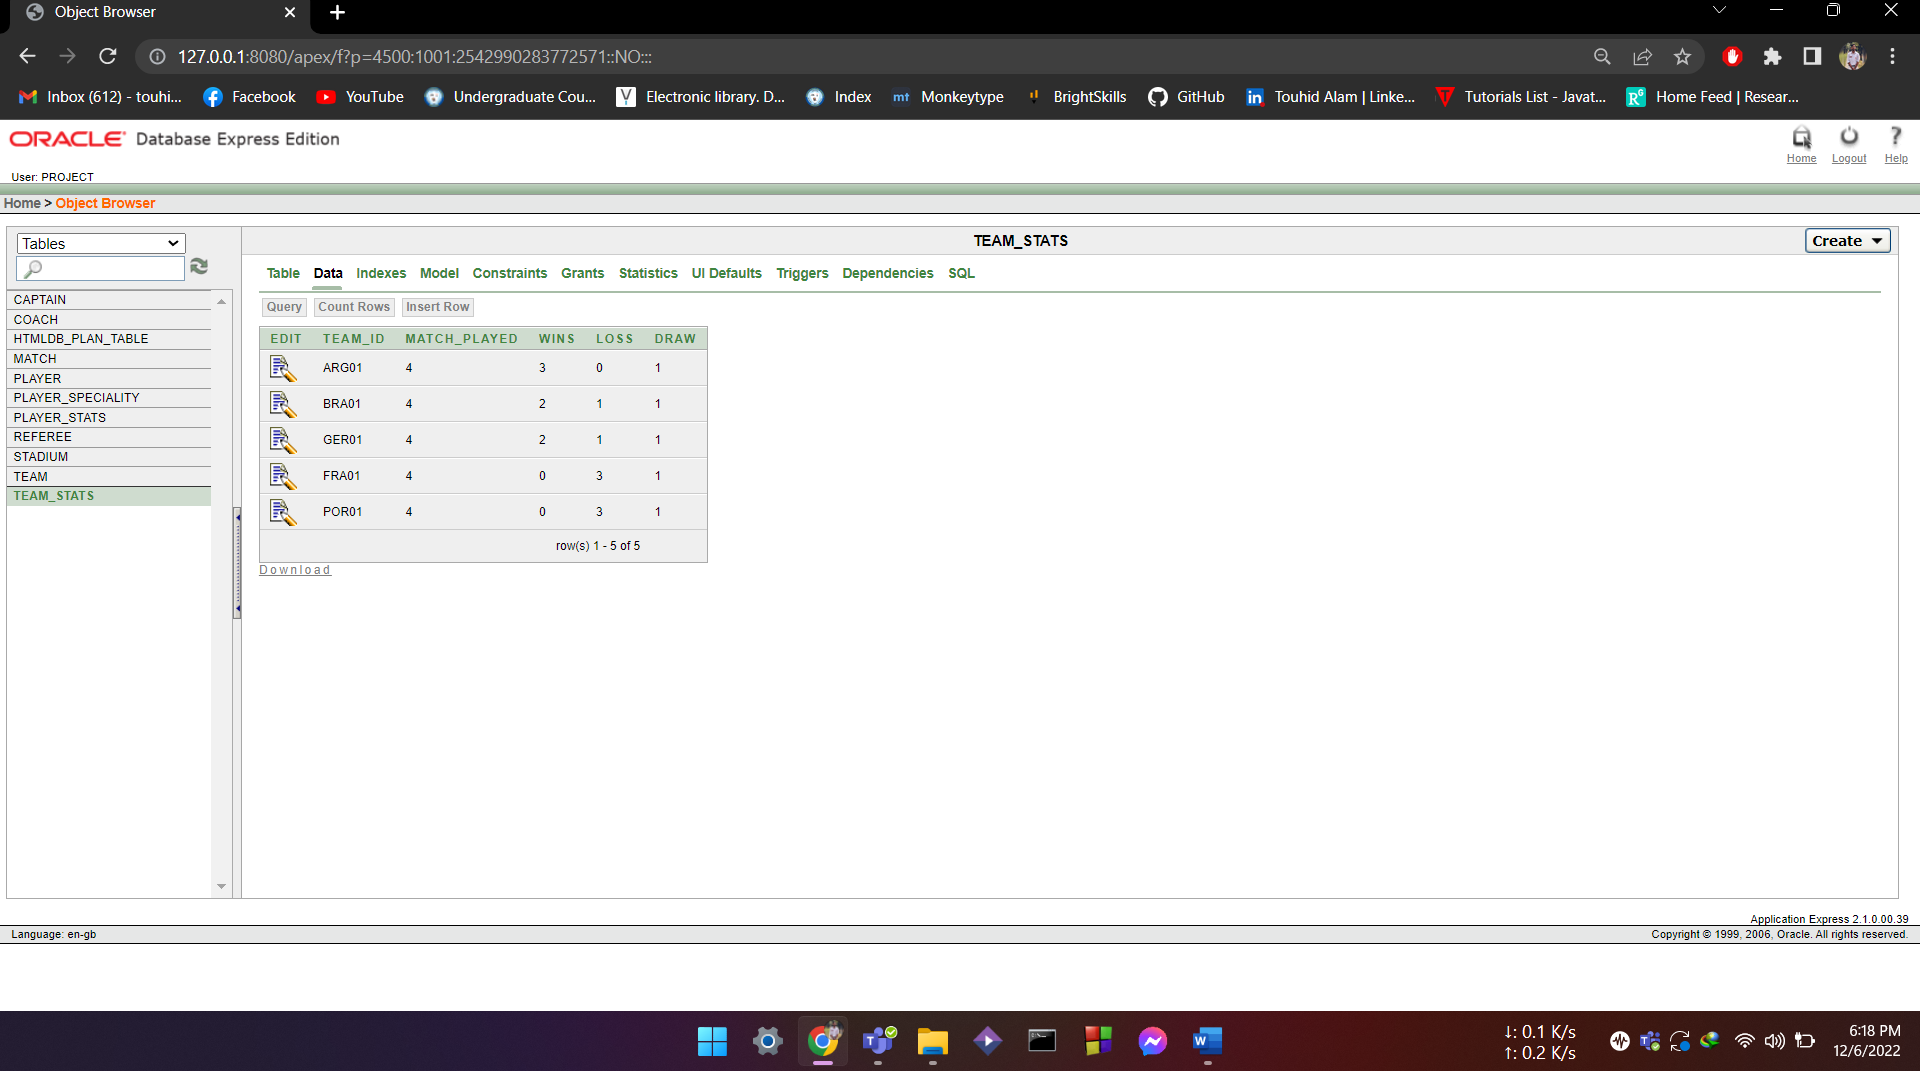 Object Browser
127.0.0.1:8080/apex/f?p=4500:1001:2542990283772571::NO:::
Inbox (612) - touhi... Facebook YouTube Undergraduate Cou... Electronic library. D... Index mt Monkeytype BrightSkills GitHub in Touhid Alam | Linke... Tutorials List - Javat... Home Feed | Resear...
ORACLE Database Express Edition
Home Logout Help
User: PROJECT
Home > Object Browser
Tables
CAPTAIN
COACH
HTMLDB_PLAN_TABLE
MATCH
PLAYER
PLAYER_SPECIALITY
PLAYER_STATS
REFEREE
STADIUM
TEAM
TEAM_STATS
TEAM_STATS
Create
Table Data Indexes Model Constraints Grants Statistics UI Defaults Triggers Dependencies SQL
Query Count Rows Insert Row
EDIT TEAM_ID MATCH_PLAYED WINS LOSS DRAW
ARG01 4 3 0 1
BRA01 4 2 1 1
GER01 4 2 1 1
FRA01 4 0 3 1
POR01 4 0 3 1
row(s) 1 - 5 of 5
Download
Application Express 2.1.0.00.39
Language: en-gb
Copyright © 1999, 2006, Oracle. All rights reserved.
↓: 0.1 K/s
↑: 0.2 K/s
6:18 PM
12/6/2022